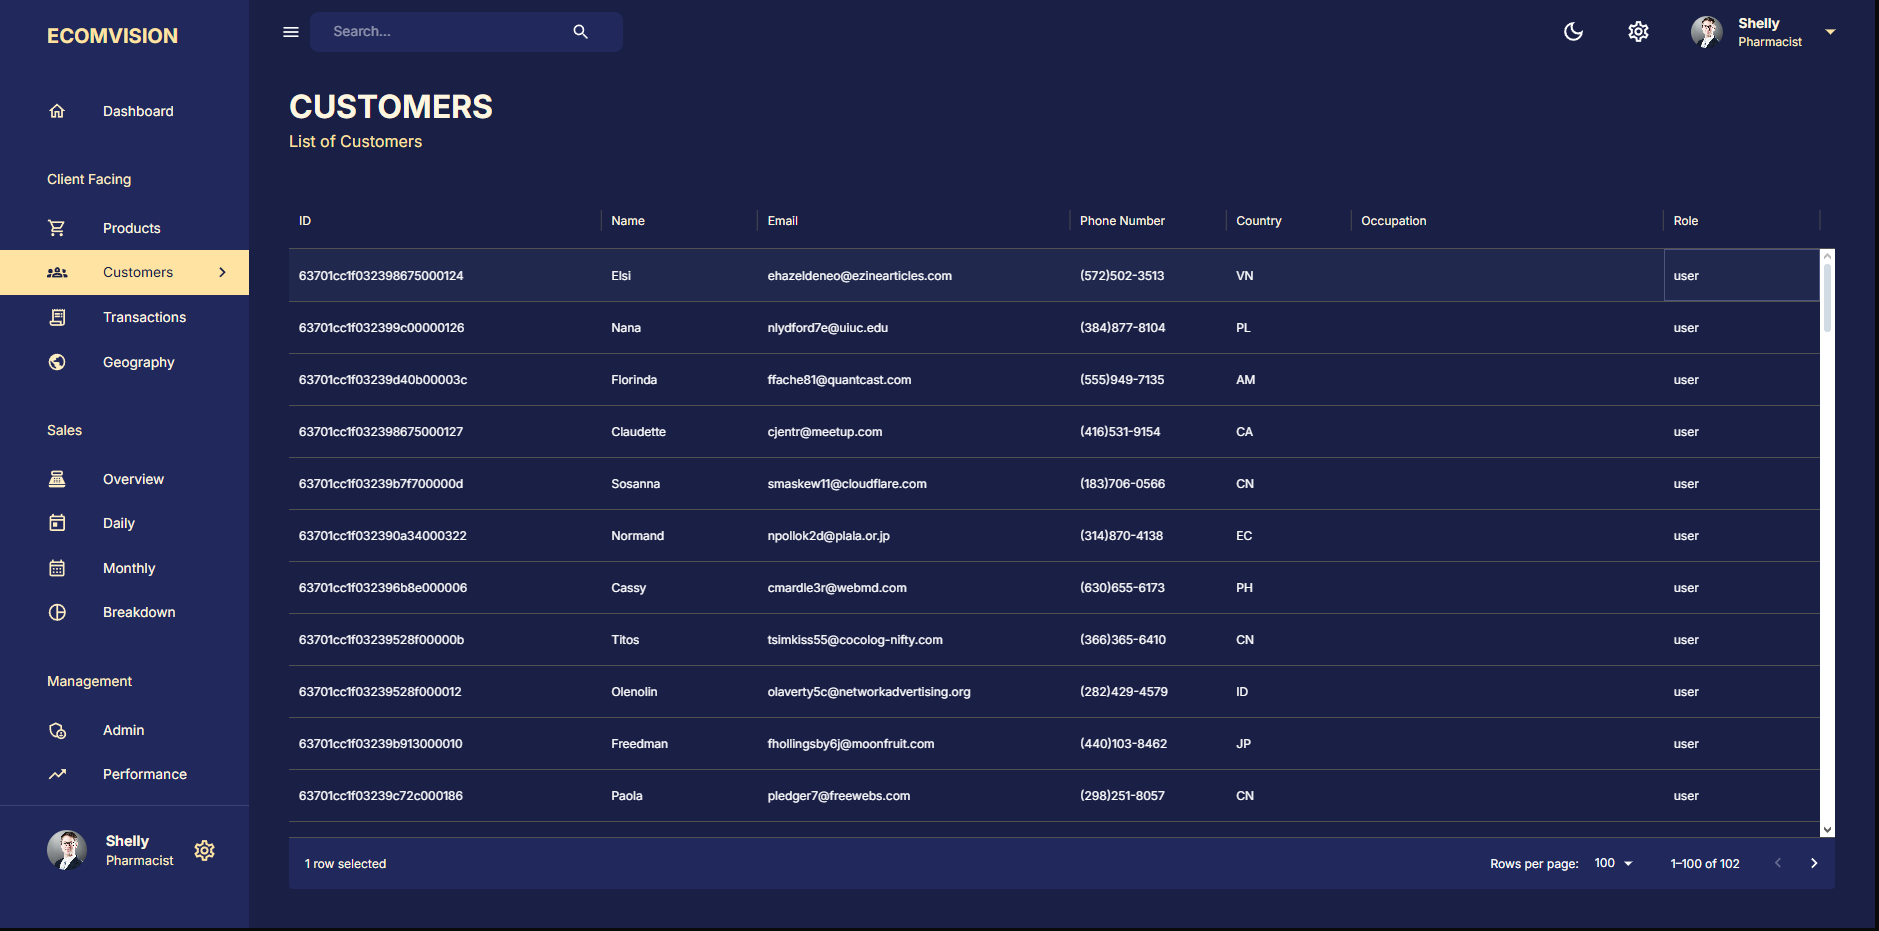 ECOMVISION
Search...
Shelly
Pharmacist
Dashboard
Client Facing
Products
Customers
Transactions
Geography
Sales
Overview
Daily
Monthly
Breakdown
Management
Admin
Performance
Shelly
Pharmacist
CUSTOMERS
List of Customers
ID Name Email Phone Number Country Occupation Role
63701cc1f032398675000124 Elsi ehazeldeneo@ezinearticles.com (572)502-3513 VN user
63701cc1f032399c00000126 Nana nlydford7e@uiuc.edu (384)877-8104 PL user
63701cc1f03239d40b00003c Florinda ffache81@quantcast.com (555)949-7135 AM user
63701cc1f032398675000127 Claudette cjentr@meetup.com (416)531-9154 CA user
63701cc1f03239b7f700000d Sosanna smaskew11@cloudflare.com (183)706-0566 CN user
63701cc1f032390a34000322 Normand npollok2d@plala.or.jp (314)870-4138 EC user
63701cc1f032396b8e000006 Cassy cmardle3r@webmd.com (630)655-6173 PH user
63701cc1f03239528f00000b Titos tsimkiss55@cocolog-nifty.com (366)365-6410 CN user
63701cc1f03239528f000012 Olenolin olaverty5c@networkadvertising.org (282)429-4579 ID user
63701cc1f03239b913000010 Freedman fhollingsby6j@moonfruit.com (440)103-8462 JP user
63701cc1f03239c72c000186 Paola pledger7@freewebs.com (298)251-8057 CN user
1 row selected
Rows per page: 100 1–100 of 102